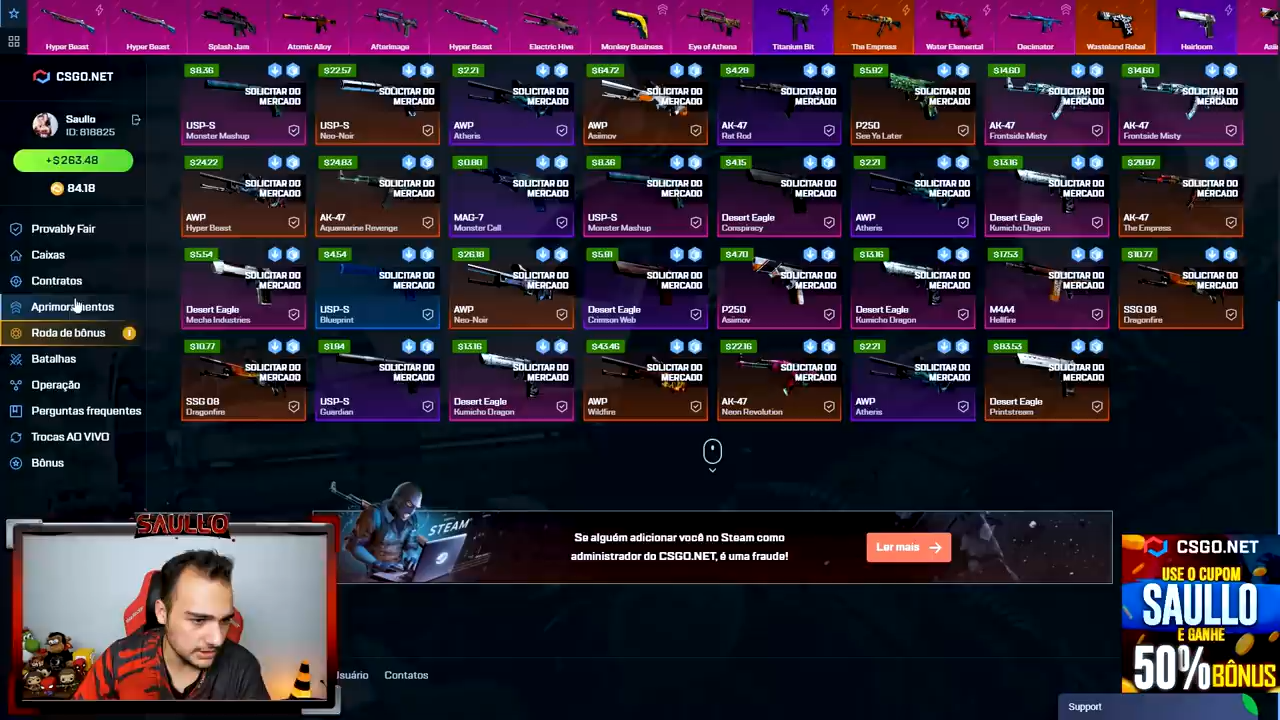 Hyper Beast
Hyper Beast
Splash Jam
Atomic Alloy
Afterimage
Hyper Beast
Electric Hive
Monkey Business
Eye of Athena
Titanium Bit
The Empress
Water Elemental
Decimator
Wasteland Rebel
Heirloom
CSGO.NET
Saullo
ID: 818825
+$263.48
84.18
Provably Fair
Caixas
Contratos
Aprimoramentos
Roda de bônus
Batalhas
Operação
Perguntas frequentes
Trocas AO VIVO
Bônus
$8.36
SOLICITAR DO
MERCADO
USP-S
Monster Mashup
$22.57
SOLICITAR DO
MERCADO
USP-S
Neo-Noir
$2.21
SOLICITAR DO
MERCADO
AWP
Atheris
$64.72
SOLICITAR DO
MERCADO
AWP
Asiimov
$4.28
SOLICITAR DO
MERCADO
AK-47
Rat Rod
$5.92
SOLICITAR DO
MERCADO
P250
See Ya Later
$14.60
SOLICITAR DO
MERCADO
AK-47
Frontside Misty
$14.60
SOLICITAR DO
MERCADO
AK-47
Frontside Misty
$24.22
SOLICITAR DO
MERCADO
AWP
Hyper Beast
$24.83
SOLICITAR DO
MERCADO
AK-47
Aquamarine Revenge
$0.80
SOLICITAR DO
MERCADO
MAG-7
Monster Call
$8.36
SOLICITAR DO
MERCADO
USP-S
Monster Mashup
$4.15
SOLICITAR DO
MERCADO
Desert Eagle
Conspiracy
$2.21
SOLICITAR DO
MERCADO
AWP
Atheris
$13.16
SOLICITAR DO
MERCADO
Desert Eagle
Kumicho Dragon
SOLICITAR DO
MERCADO
AK-47
The Empress
$5.54
SOLICITAR DO
MERCADO
Desert Eagle
Mecha Industries
$4.54
SOLICITAR DO
MERCADO
USP-S
Blueprint
$26.18
SOLICITAR DO
MERCADO
AWP
Neo-Noir
SOLICITAR DO
MERCADO
Desert Eagle
Crimson Web
$4.70
SOLICITAR DO
MERCADO
P250
Asiimov
$13.16
SOLICITAR DO
MERCADO
Desert Eagle
Kumicho Dragon
$17.53
SOLICITAR DO
MERCADO
M4A4
Hellfire
$10.77
SOLICITAR DO
MERCADO
SSG 08
Dragonfire
$10.77
SOLICITAR DO
MERCADO
SSG 08
Dragonfire
$1.94
SOLICITAR DO
MERCADO
USP-S
Guardian
$13.16
SOLICITAR DO
MERCADO
Desert Eagle
Kumicho Dragon
$43.46
SOLICITAR DO
MERCADO
AWP
Wildfire
$22.16
SOLICITAR DO
MERCADO
AK-47
Neon Revolution
$2.21
SOLICITAR DO
MERCADO
AWP
Atheris
$83.53
SOLICITAR DO
MERCADO
Desert Eagle
Printstream
STEAM
Se alguém adicionar você no Steam como
administrador do CSGO.NET, é uma fraude!
Ler mais
SAULLO
Contatos
CSGO.NET
USE O CUPOM
SAULLO
E GANHE
50% BÔNUS
Support